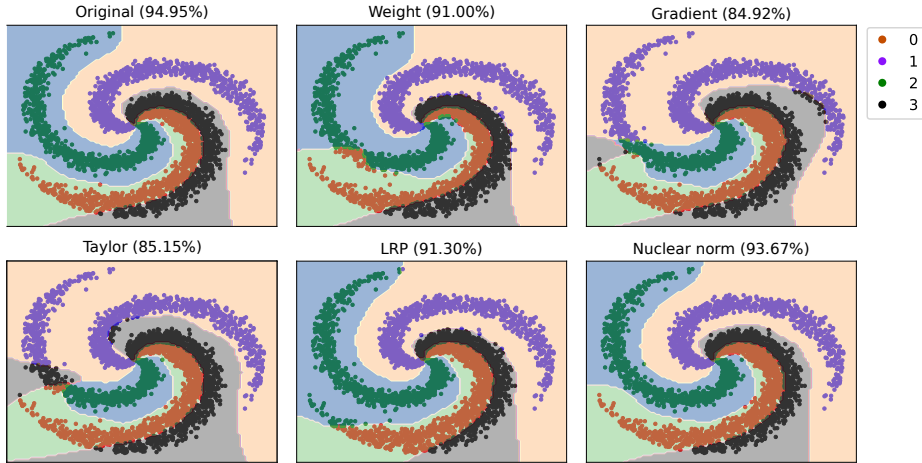 Original (94.95%)
Weight (91.00%)
Gradient (84.92%)
0
1
2
3
Taylor (85.15%)
LRP (91.30%)
Nuclear norm (93.67%)